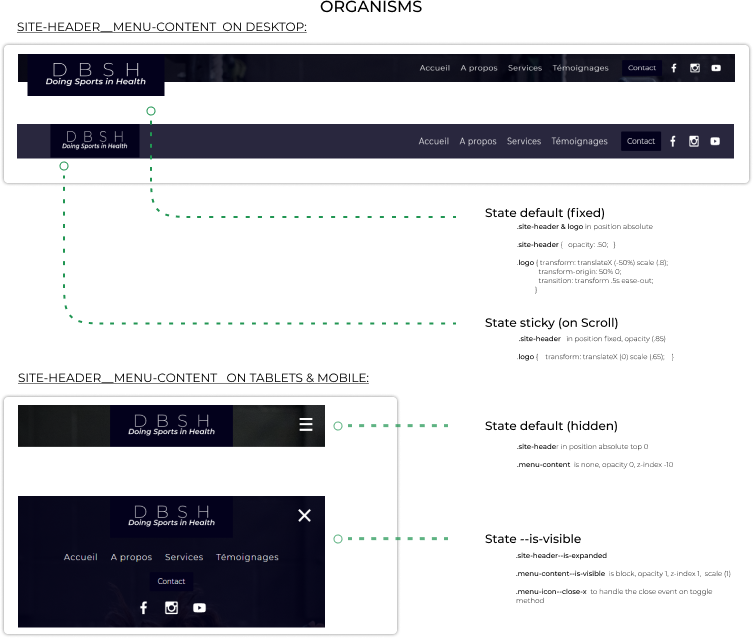 ORGANISMS
SITE-HEADER__MENU-CONTENT ON DESKTOP:
D B S H
Doing Sports in Health
Accueil A propos Services Témoignages Contact
D B S H
Doing Sports in Health
Accueil A propos Services Témoignages Contact
State default (fixed)
.site-header & logo in position absolute
.site-header { opacity: .50; }
.logo { transform: translateX (-50%) scale (.8);
transform-origin: 50% 0;
transition: transform .5s ease-out;
}
State sticky (on Scroll)
.site-header in position fixed, opacity (.85)
.logo { transform: translateX (0) scale (.65); }
SITE-HEADER__MENU-CONTENT ON TABLETS & MOBILE:
D B S H
Doing Sports in Health
State default (hidden)
.site-header in position absolute top 0
.menu-content is none, opacity 0, z-index -10
D B S H
Doing Sports in Health
Accueil A propos Services Témoignages
Contact
State --is-visible
.site-header--is-expanded
.menu-content--is-visible is block, opacity 1, z-index 1, scale (1)
.menu-icon--close-x to handle the close event on toggle
method